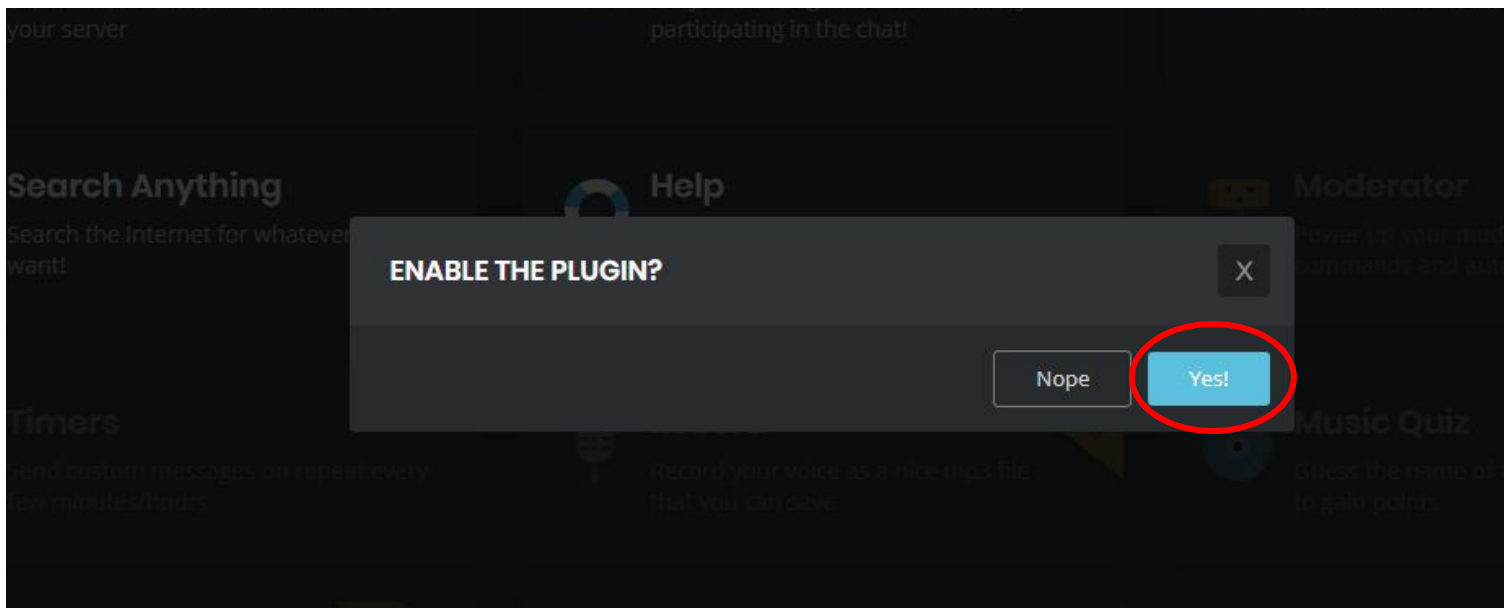 your server
participating in the chat!
Search Anything
Search the Internet for whatever
want!
Help
Moderator
Power up your mod
commands and aut
ENABLE THE PLUGIN?
X
Nope
Yes!
Timers
Send custom messages on repeat every
few minutes/hours
Record your voice as a nice mp3 file
that you can save.
Music Quiz
Guess the name of
to gain points